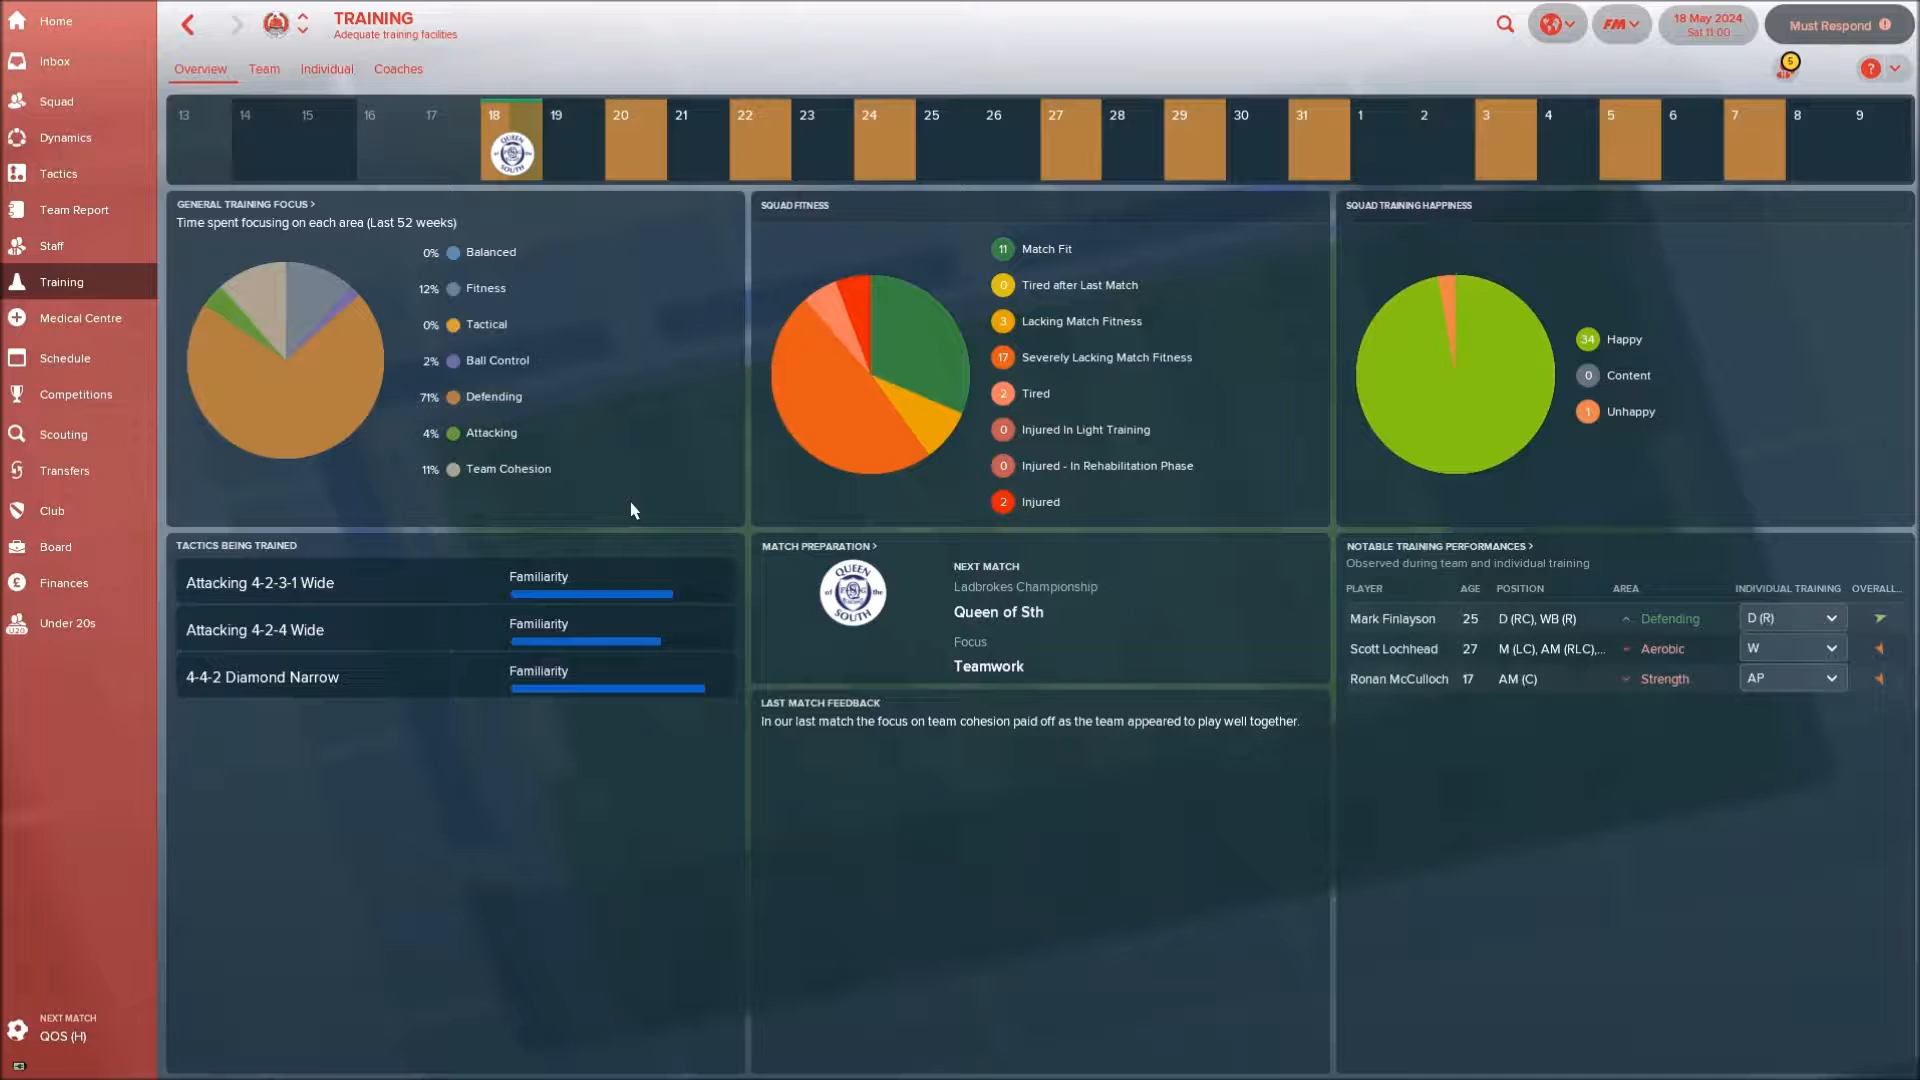 Home
Inbox
Squad
Dynamics
Tactics
Team Report
Staff
Training
Medical Centre
Schedule
Competitions
Scouting
Transfers
Club
Board
Finances
Under 20s
NEXT MATCH
QOS (H)
TRAINING
Adequate training facilities
FM
18 May 2024
Sat 11:00
Must Respond
Overview Team Individual Coaches
5
?
13 14 15 16 17 18 19 20 21 22 23 24 25 26 27 28 29 30 31 1 2 3 4 5 6 7 8 9
QUEEN
of the
SOUTH
GENERAL TRAINING FOCUS >
Time spent focusing on each area (Last 52 weeks)
0% Balanced
12% Fitness
0% Tactical
2% Ball Control
71% Defending
4% Attacking
11% Team Cohesion
SQUAD FITNESS
11 Match Fit
0 Tired after Last Match
3 Lacking Match Fitness
17 Severely Lacking Match Fitness
2 Tired
0 Injured In Light Training
0 Injured - In Rehabilitation Phase
2 Injured
SQUAD TRAINING HAPPINESS
34 Happy
0 Content
1 Unhappy
TACTICS BEING TRAINED
Attacking 4-2-3-1 Wide Familiarity
Attacking 4-2-4 Wide Familiarity
4-4-2 Diamond Narrow Familiarity
MATCH PREPARATION >
QUEEN
of the
SOUTH
NEXT MATCH
Ladbrokes Championship
Queen of Sth
Focus
Teamwork
LAST MATCH FEEDBACK
In our last match the focus on team cohesion paid off as the team appeared to play well together.
NOTABLE TRAINING PERFORMANCES >
Observed during team and individual training
PLAYER AGE POSITION AREA INDIVIDUAL TRAINING OVERALL...
Mark Finlayson 25 D (RC), WB (R) Defending D (R)
Scott Lochhead 27 M (LC), AM (RLC),... Aerobic W
Ronan McCulloch 17 AM (C) Strength AP